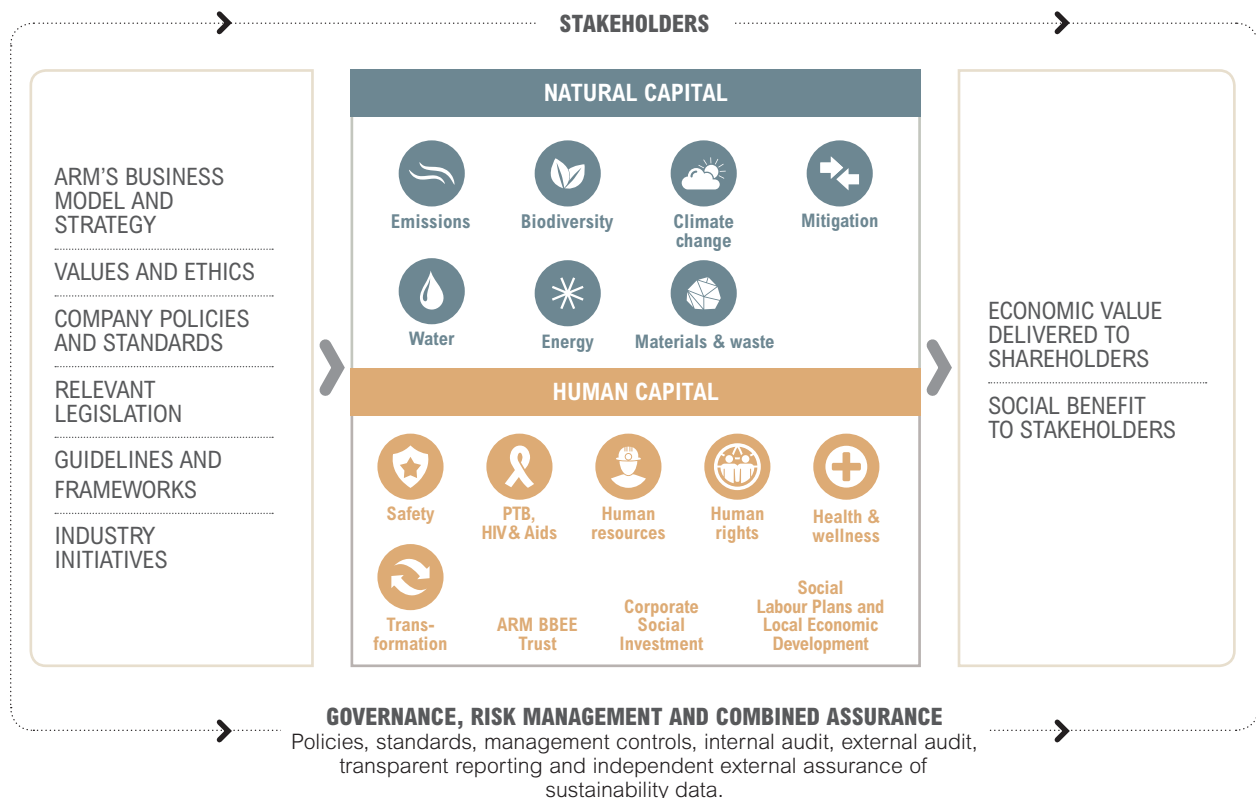 STAKEHOLDERS
ARM'S BUSINESS
MODEL AND
STRATEGY
VALUES AND ETHICS
COMPANY POLICIES
AND STANDARDS
RELEVANT
LEGISLATION
GUIDELINES AND
FRAMEWORKS
INDUSTRY
INITIATIVES
NATURAL CAPITAL
Emissions
Biodiversity
Climate
change
Mitigation
Water
Energy
Materials & waste
HUMAN CAPITAL
Safety
PTB,
HIV & Aids
Human
resources
Human
rights
Health &
wellness
Trans-
formation
ARM BBEE
Trust
Corporate
Social
Investment
Social
Labour Plans and
Local Economic
Development
ECONOMIC VALUE
DELIVERED TO
SHAREHOLDERS
SOCIAL BENEFIT
TO STAKEHOLDERS
GOVERNANCE, RISK MANAGEMENT AND COMBINED ASSURANCE
Policies, standards, management controls, internal audit, external audit,
transparent reporting and independent external assurance of
sustainability data.